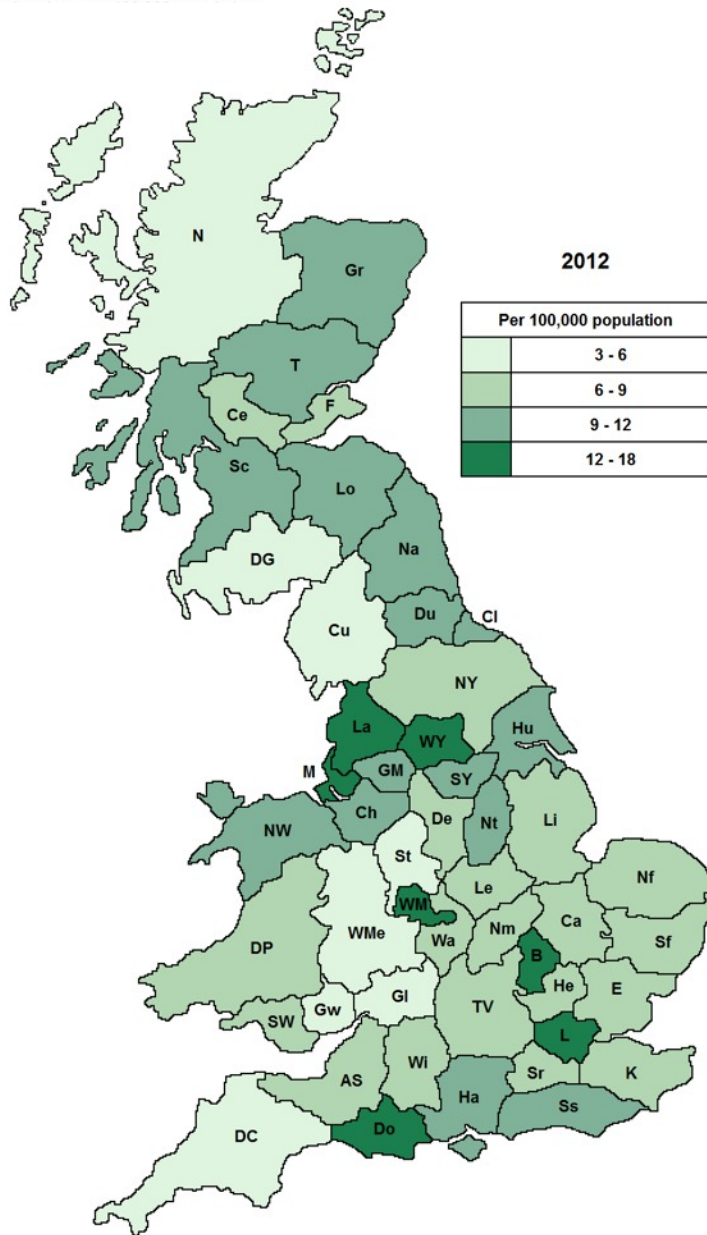 N
Gr
2012
Per 100,000 population
3 - 6
6 - 9
9 - 12
12 - 18
T
Ce
F
Sc
Lo
DG
Na
Cu
Du
Cl
NY
La
WY
Hu
M
GM
SY
Ch
NW
De
Nt
Li
St
Le
Nf
WM
WMe
Wa
Nm
Ca
Sf
DP
B
He
E
Gw
Gl
TV
SW
L
AS
Wi
Sr
K
Ha
Ss
DC
Do